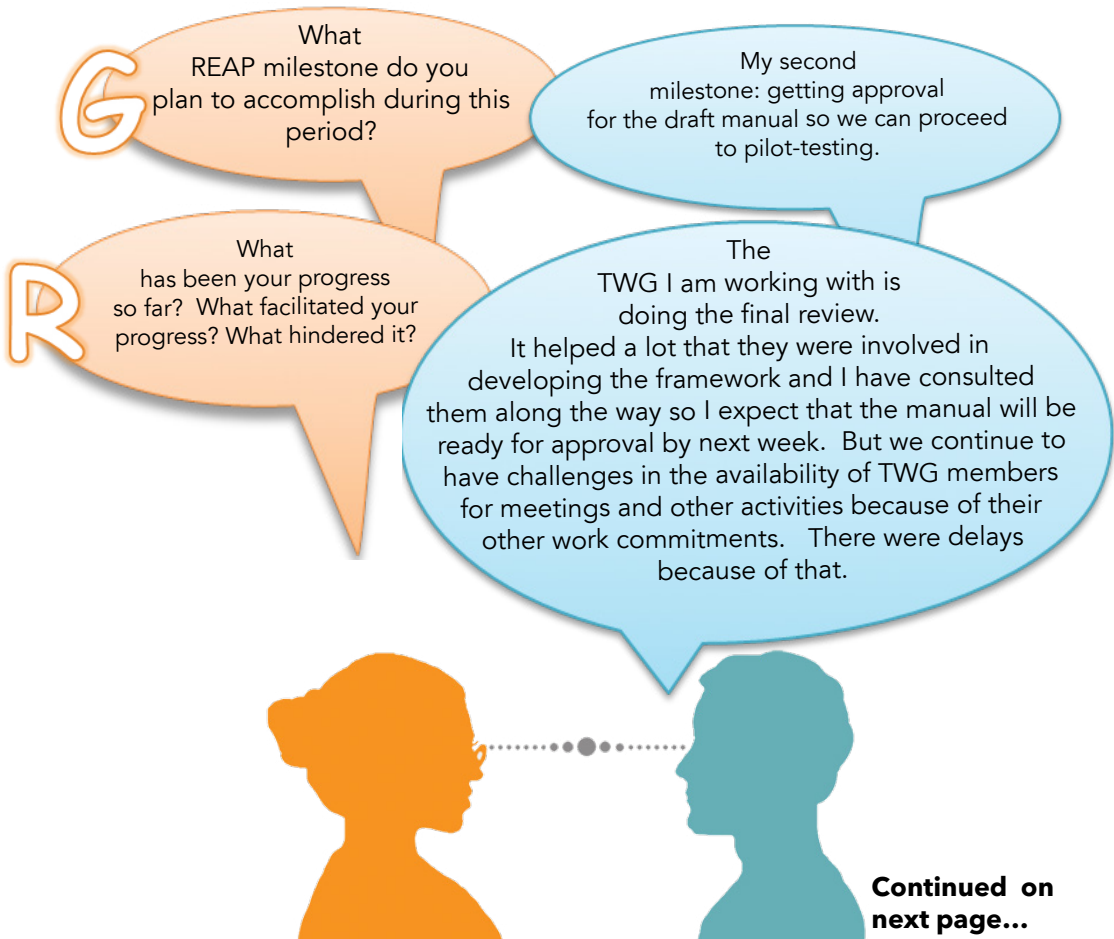 G
What
REAP milestone do you
plan to accomplish during this
period?
My second
milestone: getting approval
for the draft manual so we can proceed
to pilot-testing.
R
What
has been your progress
so far? What facilitated your
progress? What hindered it?
The
TWG I am working with is
doing the final review.
It helped a lot that they were involved in
developing the framework and I have consulted
them along the way so I expect that the manual will be
ready for approval by next week. But we continue to
have challenges in the availability of TWG members
for meetings and other activities because of their
other work commitments. There were delays
because of that.
Continued on
next page...